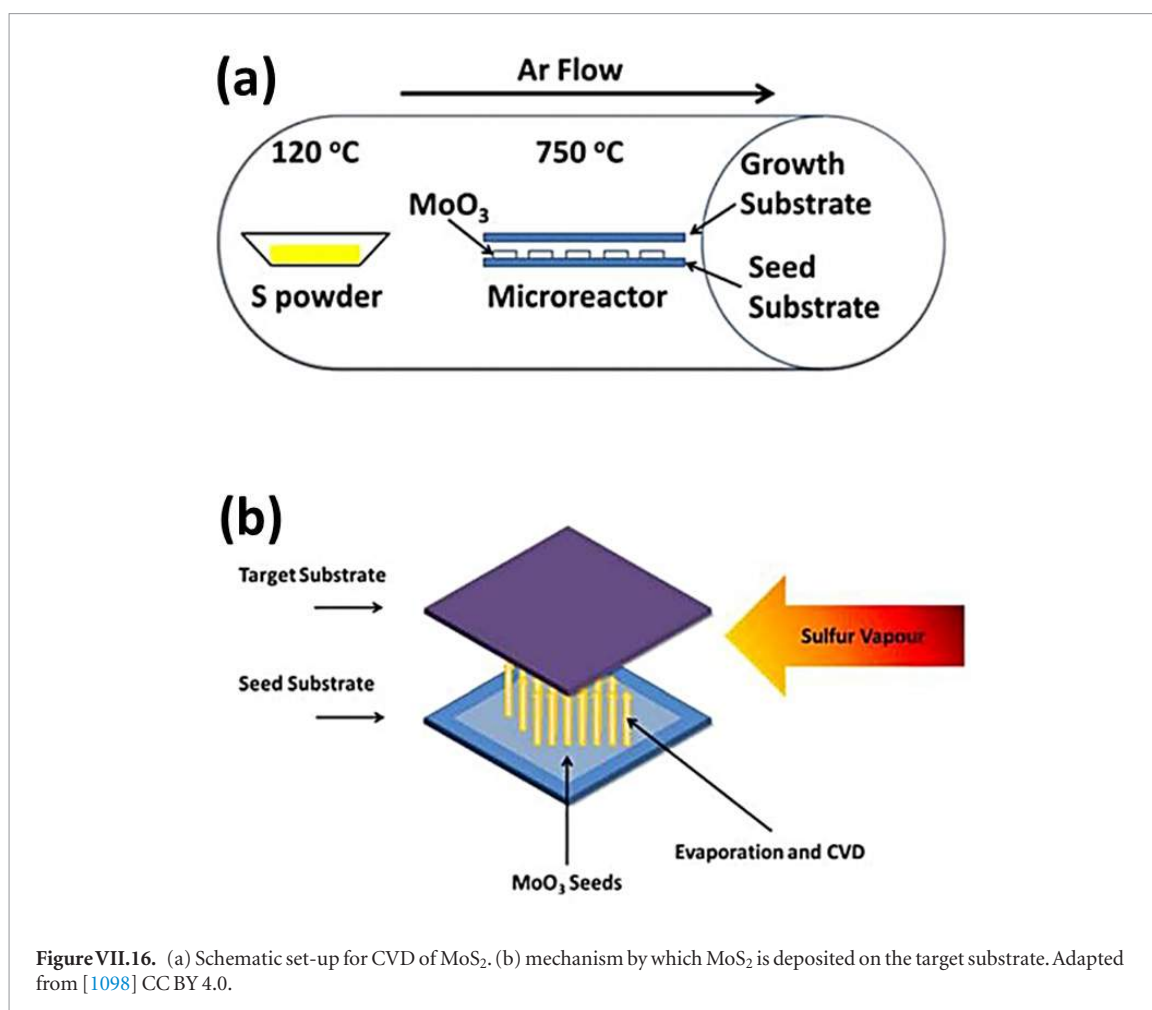 (a)
Ar Flow
120 °C
750 °C
Growth
Substrate
MoO₃
Seed
Substrate
S powder
Microreactor
(b)
Target Substrate
Sulfur Vapour
Seed Substrate
Evaporation and CVD
MoO₃ Seeds
Figure VII.16. (a) Schematic set-up for CVD of MoS₂. (b) mechanism by which MoS₂ is deposited on the target substrate. Adapted
from [1098] CC BY 4.0.